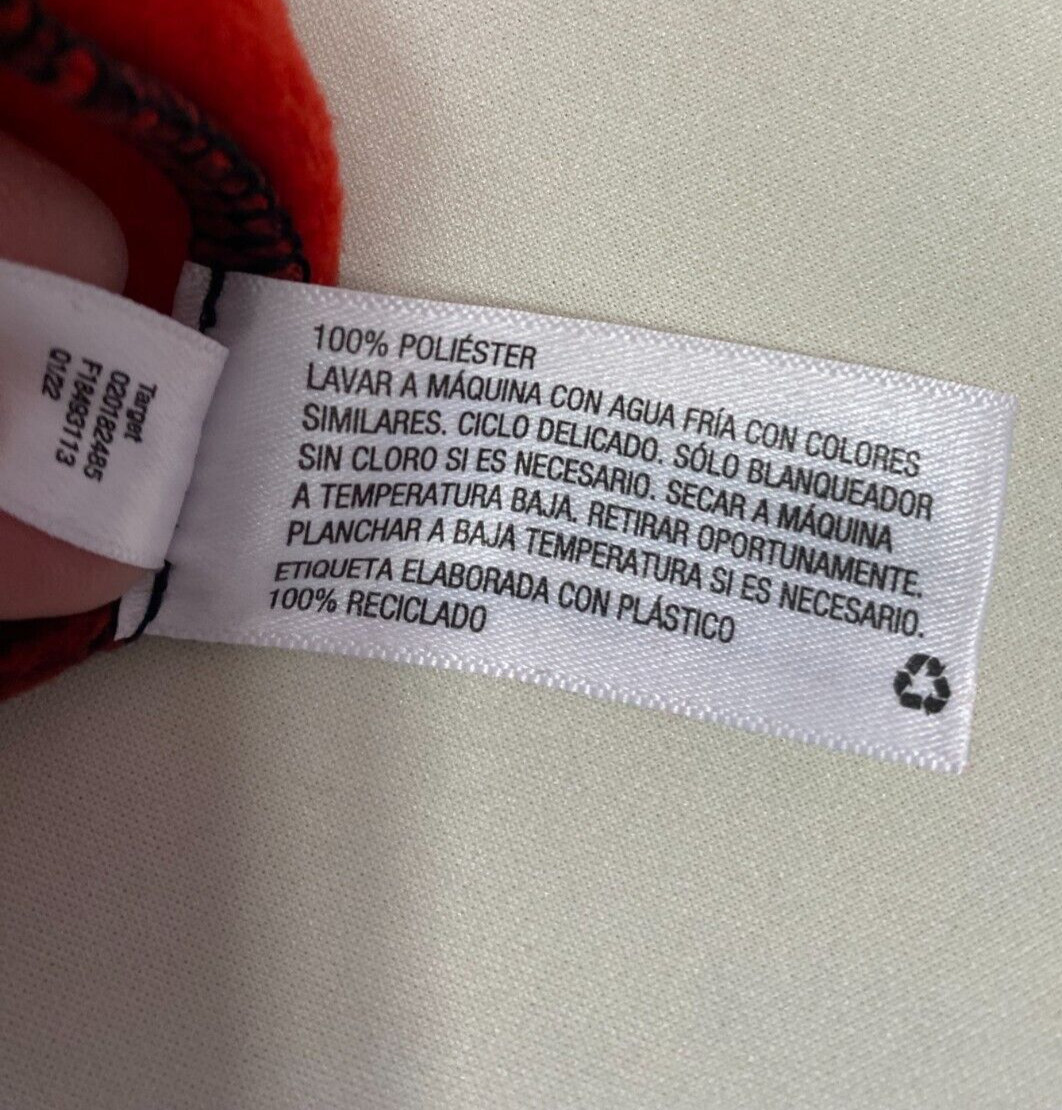 100% POLIÉSTER
LAVAR A MÁQUINA CON AGUA FRÍA CON COLORES
SIMILARES. CICLO DELICADO. SÓLO BLANQUEADOR
SIN CLORO SI ES NECESARIO. SECAR A MÁQUINA
A TEMPERATURA BAJA. RETIRAR OPORTUNAMENTE.
PLANCHAR A BAJA TEMPERATURA SI ES NECESARIO.
ETIQUETA ELABORADA CON PLÁSTICO
100% RECICLADO
Target
020182485
F18493113
01/22